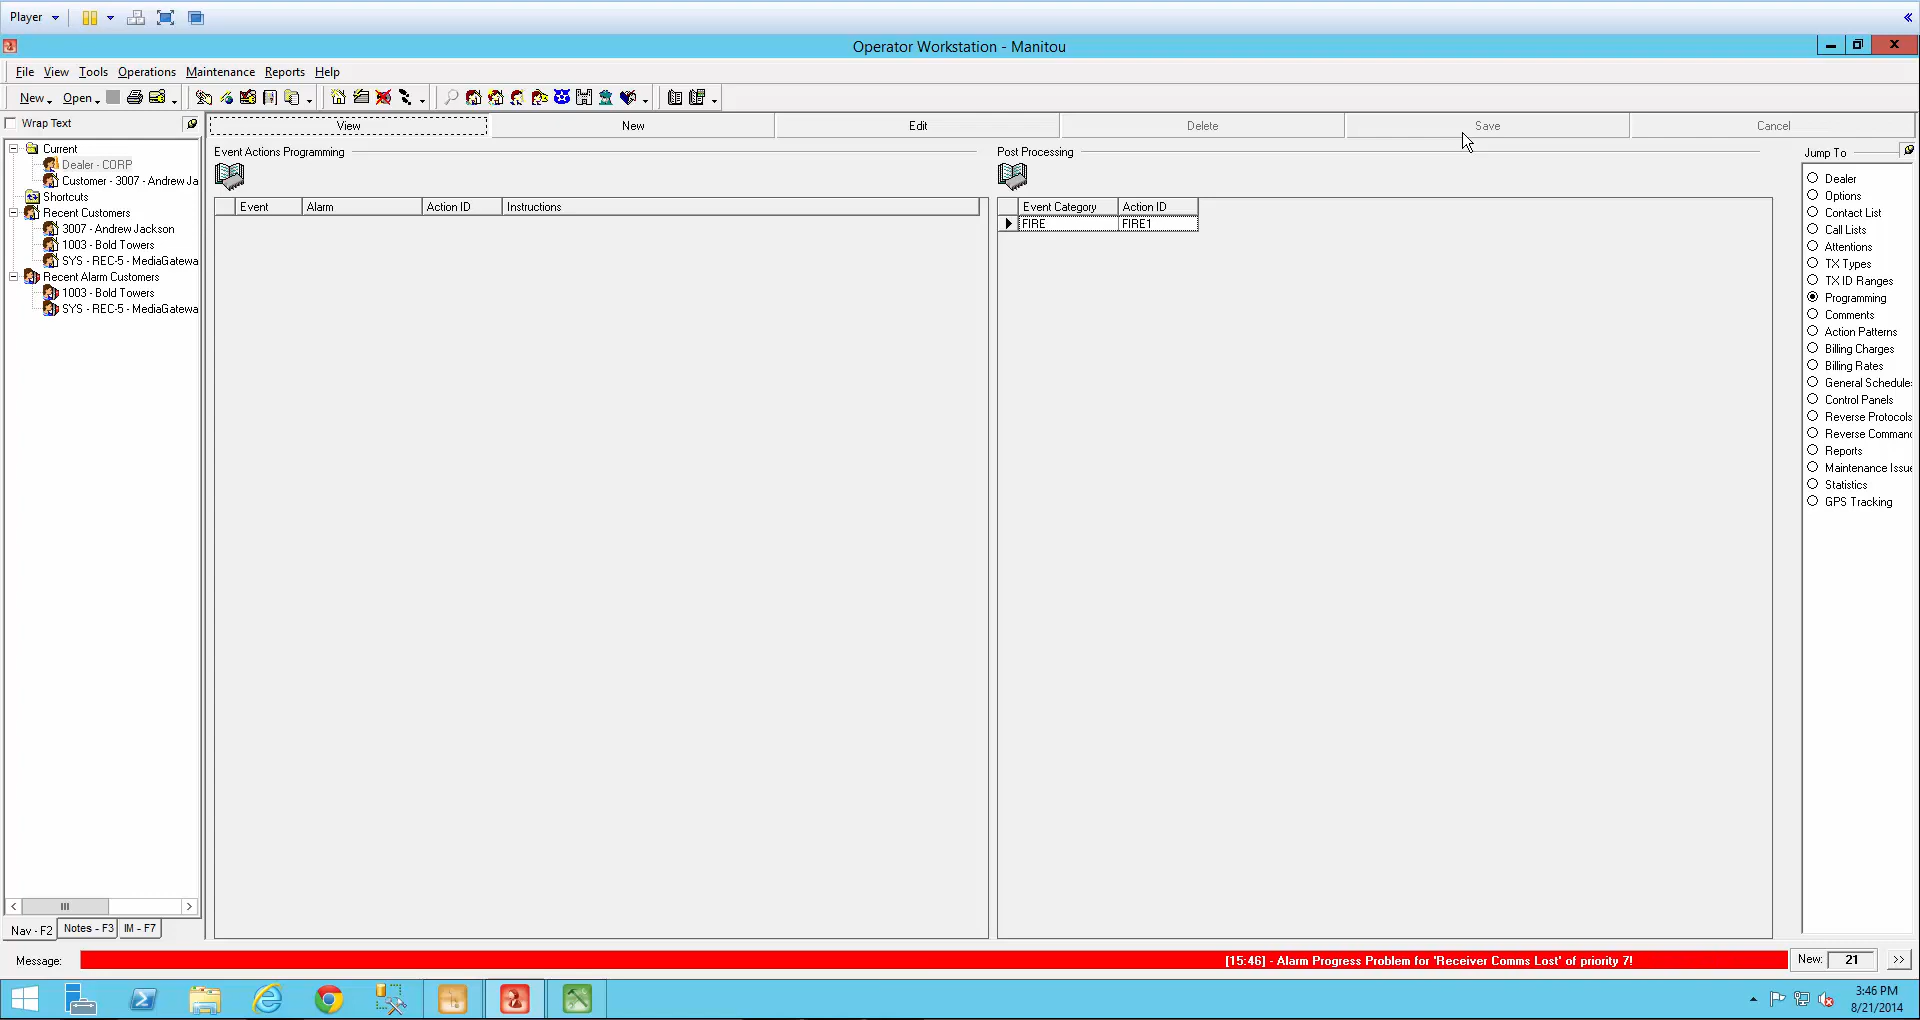 Player
Operator Workstation - Manitou
File View Tools Operations Maintenance Reports Help
New Open
Wrap Text
View New Edit Delete Save Cancel
Current
Dealer - CORP
Customer - 3007 - Andrew Ja
Shortcuts
Recent Customers
3007 - Andrew Jackson
1003 - Bold Towers
SYS - REC-5 - MediaGatewa
Recent Alarm Customers
1003 - Bold Towers
SYS - REC-5 - MediaGatewa
Nav - F2 Notes - F3 IM - F7
Event Actions Programming
Event Alarm Action ID Instructions
Post Processing
Event Category Action ID
FIRE FIRE1
Jump To
Dealer
Options
Contact List
Call Lists
Attentions
TX Types
TX ID Ranges
Programming
Comments
Action Patterns
Billing Charges
Billing Rates
General Schedule
Control Panels
Reverse Protocols
Reverse Comman
Reports
Maintenance Issu
Statistics
GPS Tracking
Message: [15:46] - Alarm Progress Problem for 'Receiver Comms Lost' of priority 7! New: 21 >>
3:46 PM
8/21/2014